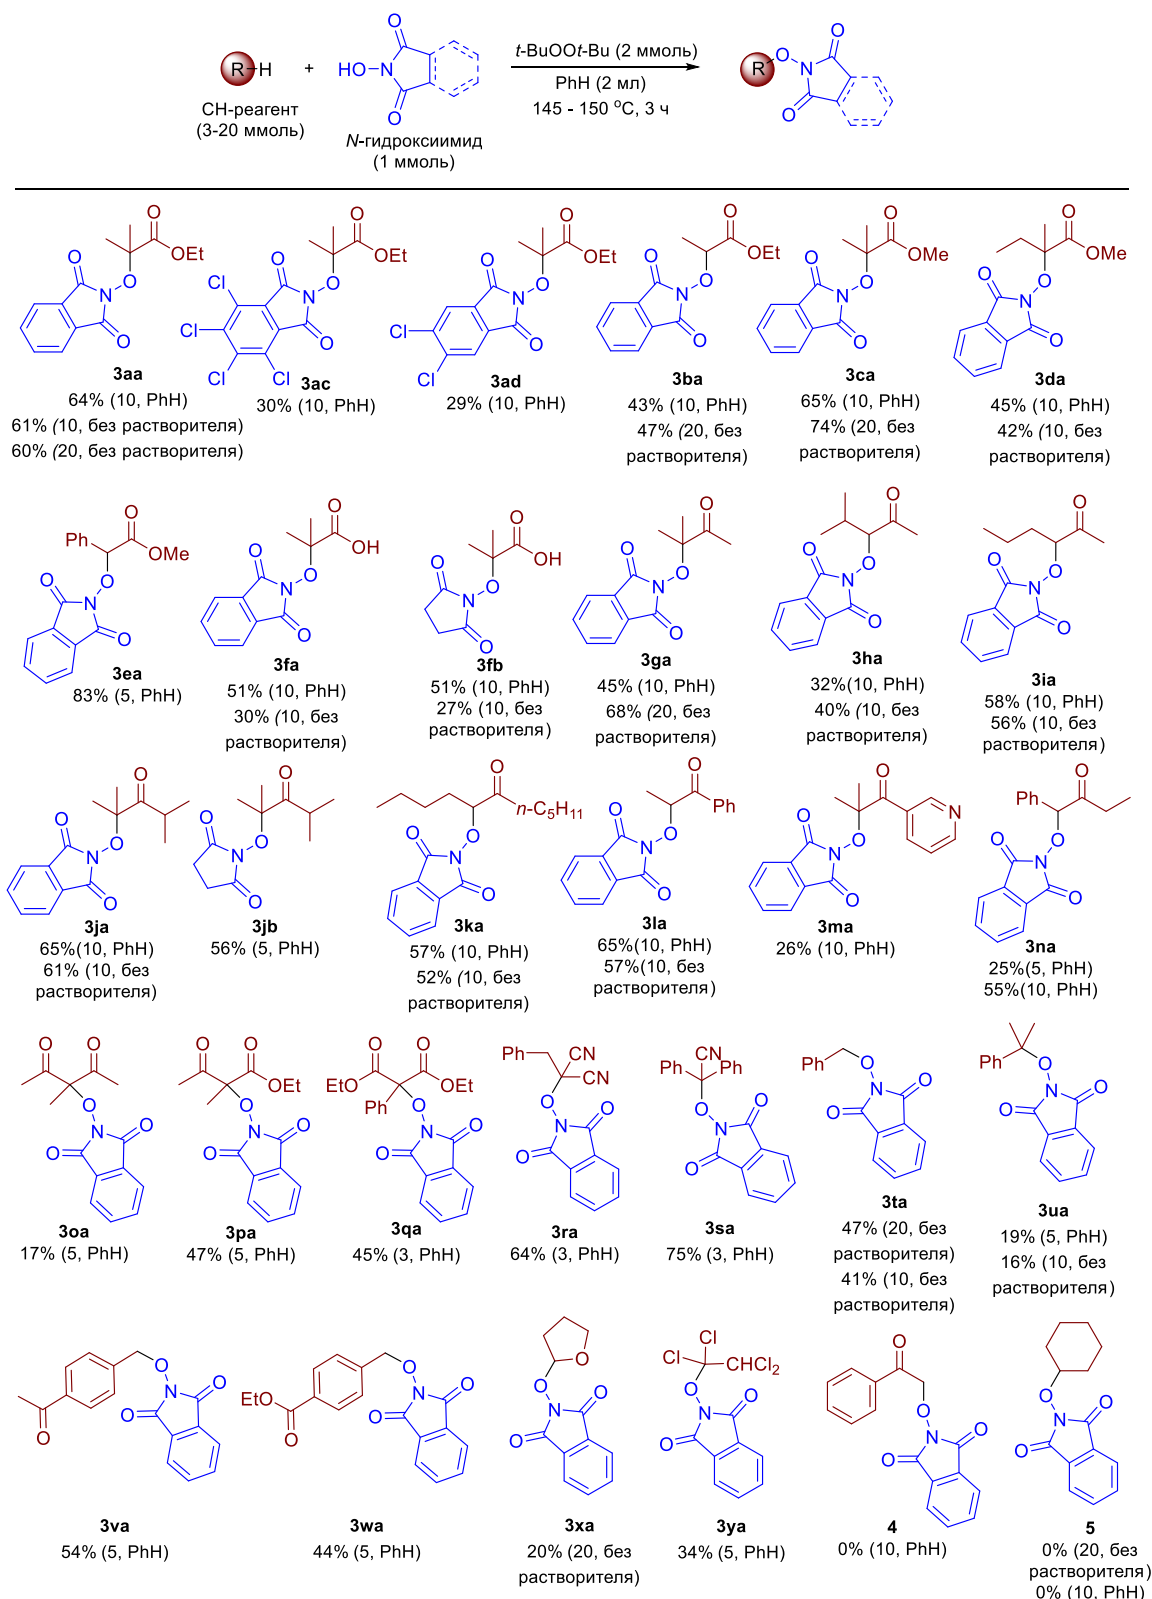 t-BuOOt-Bu (2 ммоль)
R H + HO N O O
PhH (2 мл)
145 - 150 °C, 3 ч
R O N O O
CH-реагент
(3-20 ммоль)
N-гидроксиимид
(1 ммоль)
3aa
64% (10, PhH)
61% (10, без растворителя)
60% (20, без растворителя)
3ac
30% (10, PhH)
3ad
29% (10, PhH)
3ba
43% (10, PhH)
47% (20, без
растворителя)
3ca
65% (10, PhH)
74% (20, без
растворителя)
3da
45% (10, PhH)
42% (10, без
растворителя)
3ea
83% (5, PhH)
3fa
51% (10, PhH)
30% (10, без
растворителя)
3fb
51% (10, PhH)
27% (10, без
растворителя)
3ga
45% (10, PhH)
68% (20, без
растворителя)
3ha
32%(10, PhH)
40% (10, без
растворителя)
3ia
58% (10, PhH)
56% (10, без
растворителя)
3ja
65%(10, PhH)
61% (10, без
растворителя)
3jb
56% (5, PhH)
n-C5H11
3ka
57% (10, PhH)
52% (10, без
растворителя)
3la
65%(10, PhH)
57%(10, без
растворителя)
3ma
26% (10, PhH)
3na
25%(5, PhH)
55%(10, PhH)
3oa
17% (5, PhH)
3pa
47% (5, PhH)
3qa
45% (3, PhH)
3ra
64% (3, PhH)
3sa
75% (3, PhH)
3ta
47% (20, без
растворителя)
41% (10, без
растворителя)
3ua
19% (5, PhH)
16% (10, без
растворителя)
3va
54% (5, PhH)
3wa
44% (5, PhH)
3xa
20% (20, без
растворителя)
3ya
34% (5, PhH)
4
0% (10, PhH)
5
0% (20, без
растворителя)
0% (10, PhH)